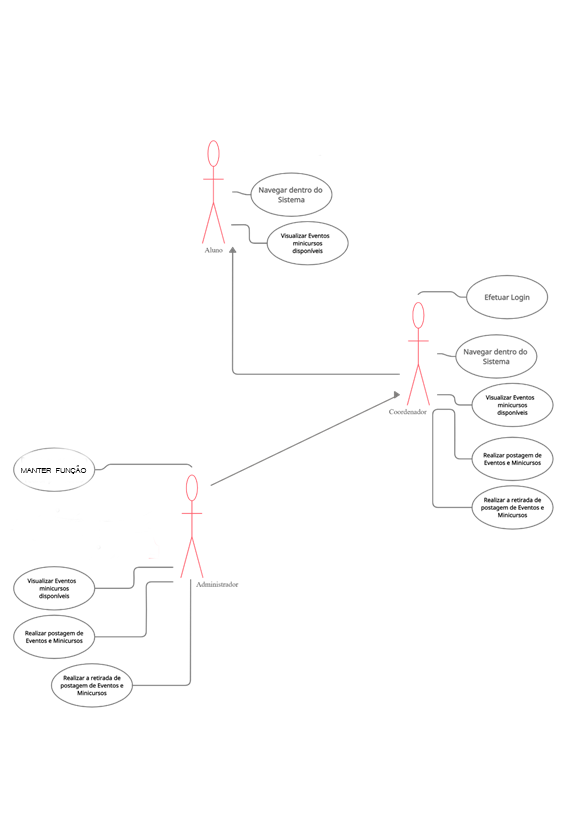 Navegar dentro do
Sistema
Visualizar Eventos
minicursos
disponíveis
Aluno
Efetuar Login
Navegar dentro do
Sistema
Visualizar Eventos
minicursos
disponíveis
Coordenador
Realizar postagem de
Eventos e Minicursos
Realizar a retirada de
postagem de Eventos e
Minicursos
MANTER FUNÇÃO
Administrador
Visualizar Eventos
minicursos
disponíveis
Realizar postagem de
Eventos e Minicursos
Realizar a retirada de
postagem de Eventos e
Minicursos